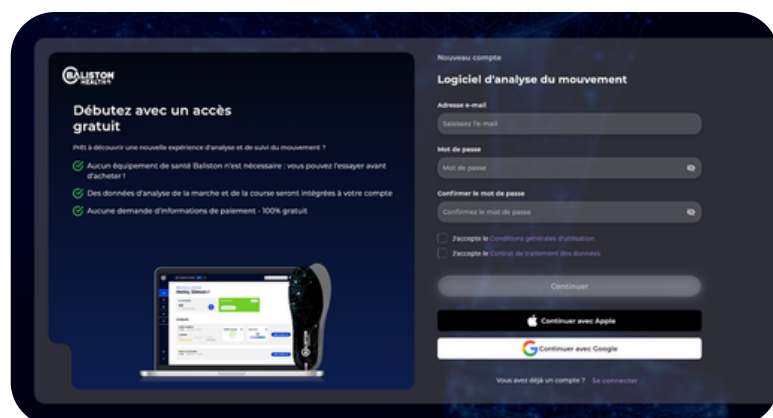 BALISTON
HEALTH
Débutez avec un accès
gratuit
Prêt à découvrir une nouvelle expérience d'analyse et de suivi du mouvement ?
Aucun équipement de santé Baliston n'est nécessaire : vous pouvez l'essayer avant
d'acheter !
Des données d'analyse de la marche et de la course seront intégrées à votre compte
Aucune demande d'informations de paiement - 100% gratuit
Hello, Simon !
Nouveau compte
Logiciel d'analyse du mouvement
Adresse e-mail
Saisissez l'e-mail
Mot de passe
Mot de passe
Confirmer le mot de passe
Confirmez le mot de passe
J'accepte le Conditions générales d'utilisation
J'accepte le Contrat de traitement des données
Continuer
Continuer avec Apple
Continuer avec Google
Vous avez déjà un compte ? Se connecter